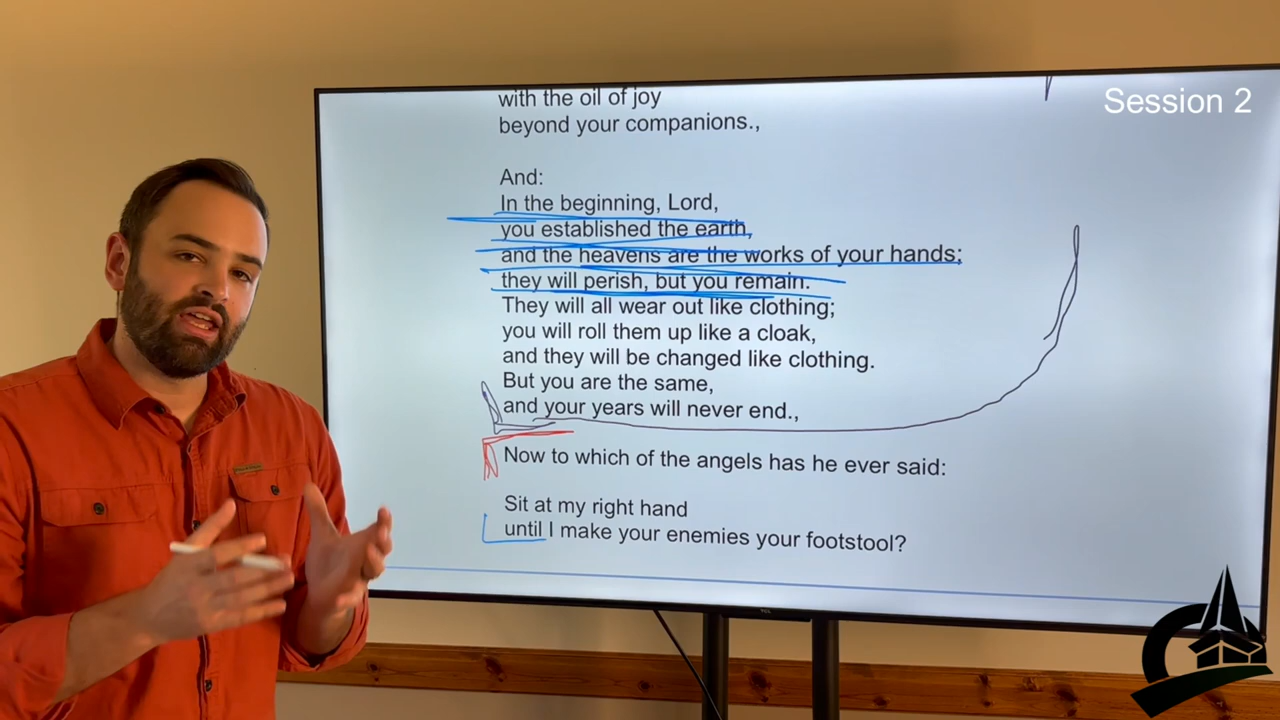 with the oil of joy
beyond your companions.,
Session 2
And:
In the beginning, Lord,
you established the earth,
and the heavens are the works of your hands;
they will perish, but you remain.
They will all wear out like clothing;
you will roll them up like a cloak,
and they will be changed like clothing.
But you are the same,
and your years will never end.,
Now to which of the angels has he ever said:
Sit at my right hand
until I make your enemies your footstool?